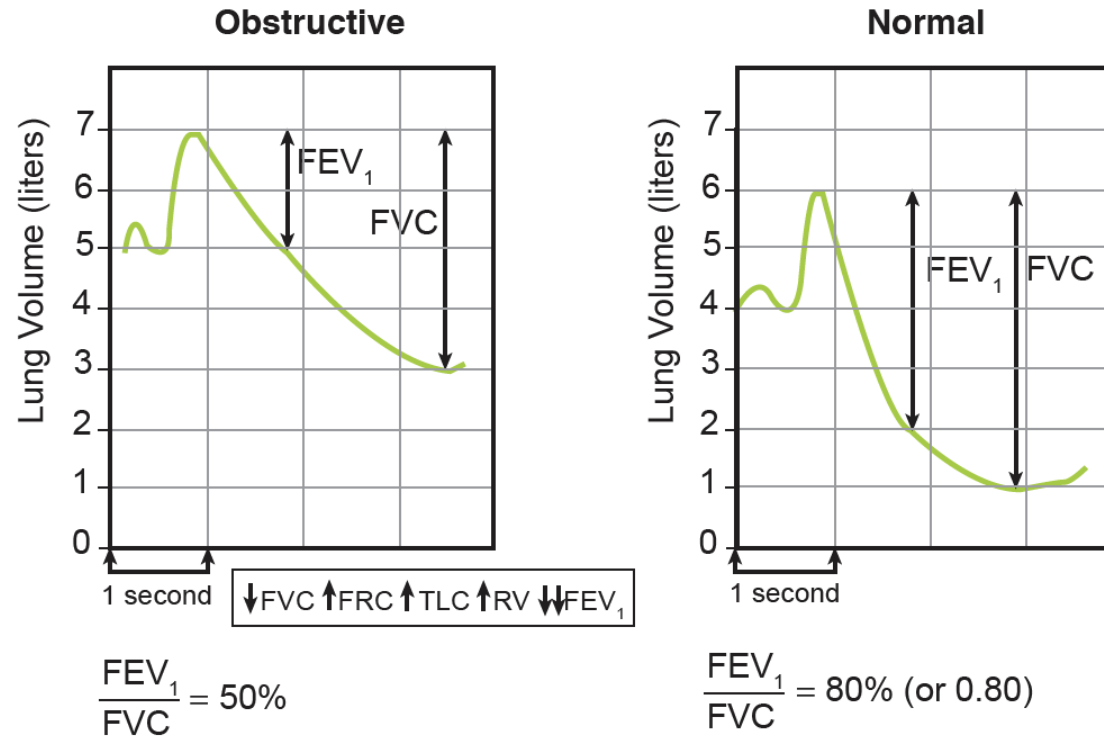 Obstructive
Lung Volume (liters)
7
6
5
4
3
2
1
0
FEV₁
FVC
1 second
↓FVC ↑FRC ↑TLC ↑RV ↓↓FEV₁
FEV₁
FVC
= 50%
Normal
Lung Volume (liters)
7
6
5
4
3
2
1
0
FEV₁ FVC
1 second
FEV₁
FVC
= 80% (or 0.80)